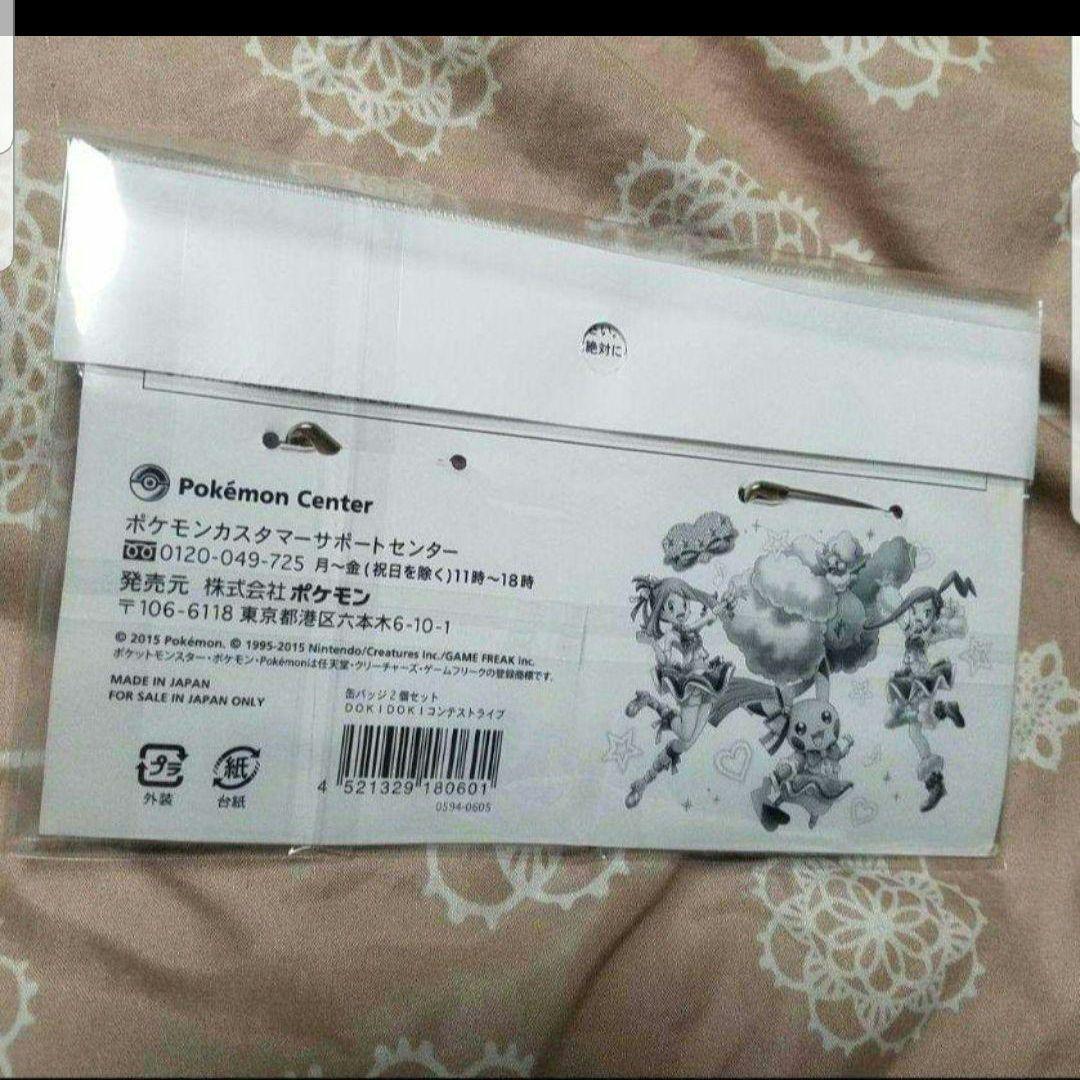 絶対に
Pokémon Center
ポケモンカスタマーサポートセンター
0120-049-725 月～金(祝日を除く)11時～18時
発売元 株式会社ポケモン
〒106-6118 東京都港区六本木6-10-1
© 2015 Pokémon. © 1995-2015 Nintendo/Creatures Inc./GAME FREAK inc.
ポケットモンスター・ポケモン・Pokémonは任天堂・クリーチャーズ・ゲームフリークの登録商標です.
MADE IN JAPAN
FOR SALE IN JAPAN ONLY
缶バッジ2個セット
DOKIDOKIコンテストライブ
プラ
外装
紙
台紙
4 521329 180601
0594-0605